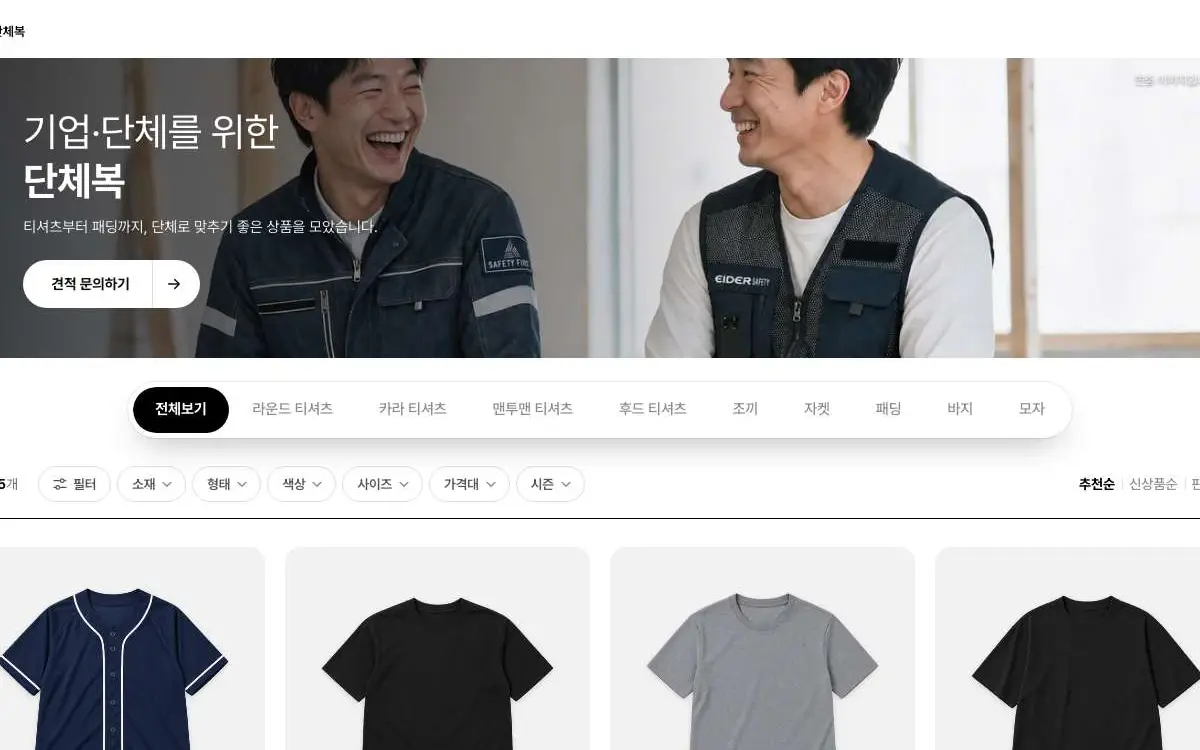 단체복
기업·단체를 위한
단체복
티셔츠부터 패딩까지, 단체로 맞추기 좋은 상품을 모았습니다.
견적 문의하기 →
SAFETY FIRS
EIDER SAFETY
전체보기 라운드 티셔츠 카라 티셔츠 맨투맨 티셔츠 후드 티셔츠 조끼 자켓 패딩 바지 모자
5개 필터 소재 형태 색상 사이즈 가격대 시즌 추천순 신상품순